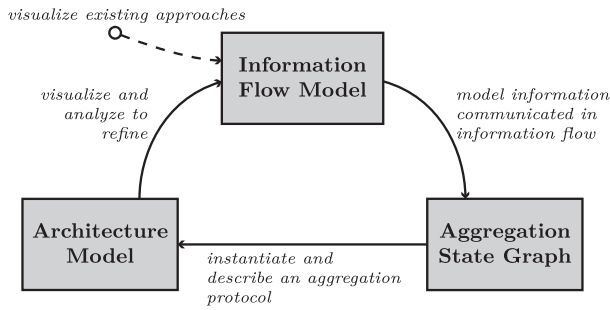 visualize existing approaches
Information
Flow Model
visualize and
analyze to
refine
model information
communicated in
information flow
Architecture
Model
Aggregation
State Graph
instantiate and
describe an aggregation
protocol